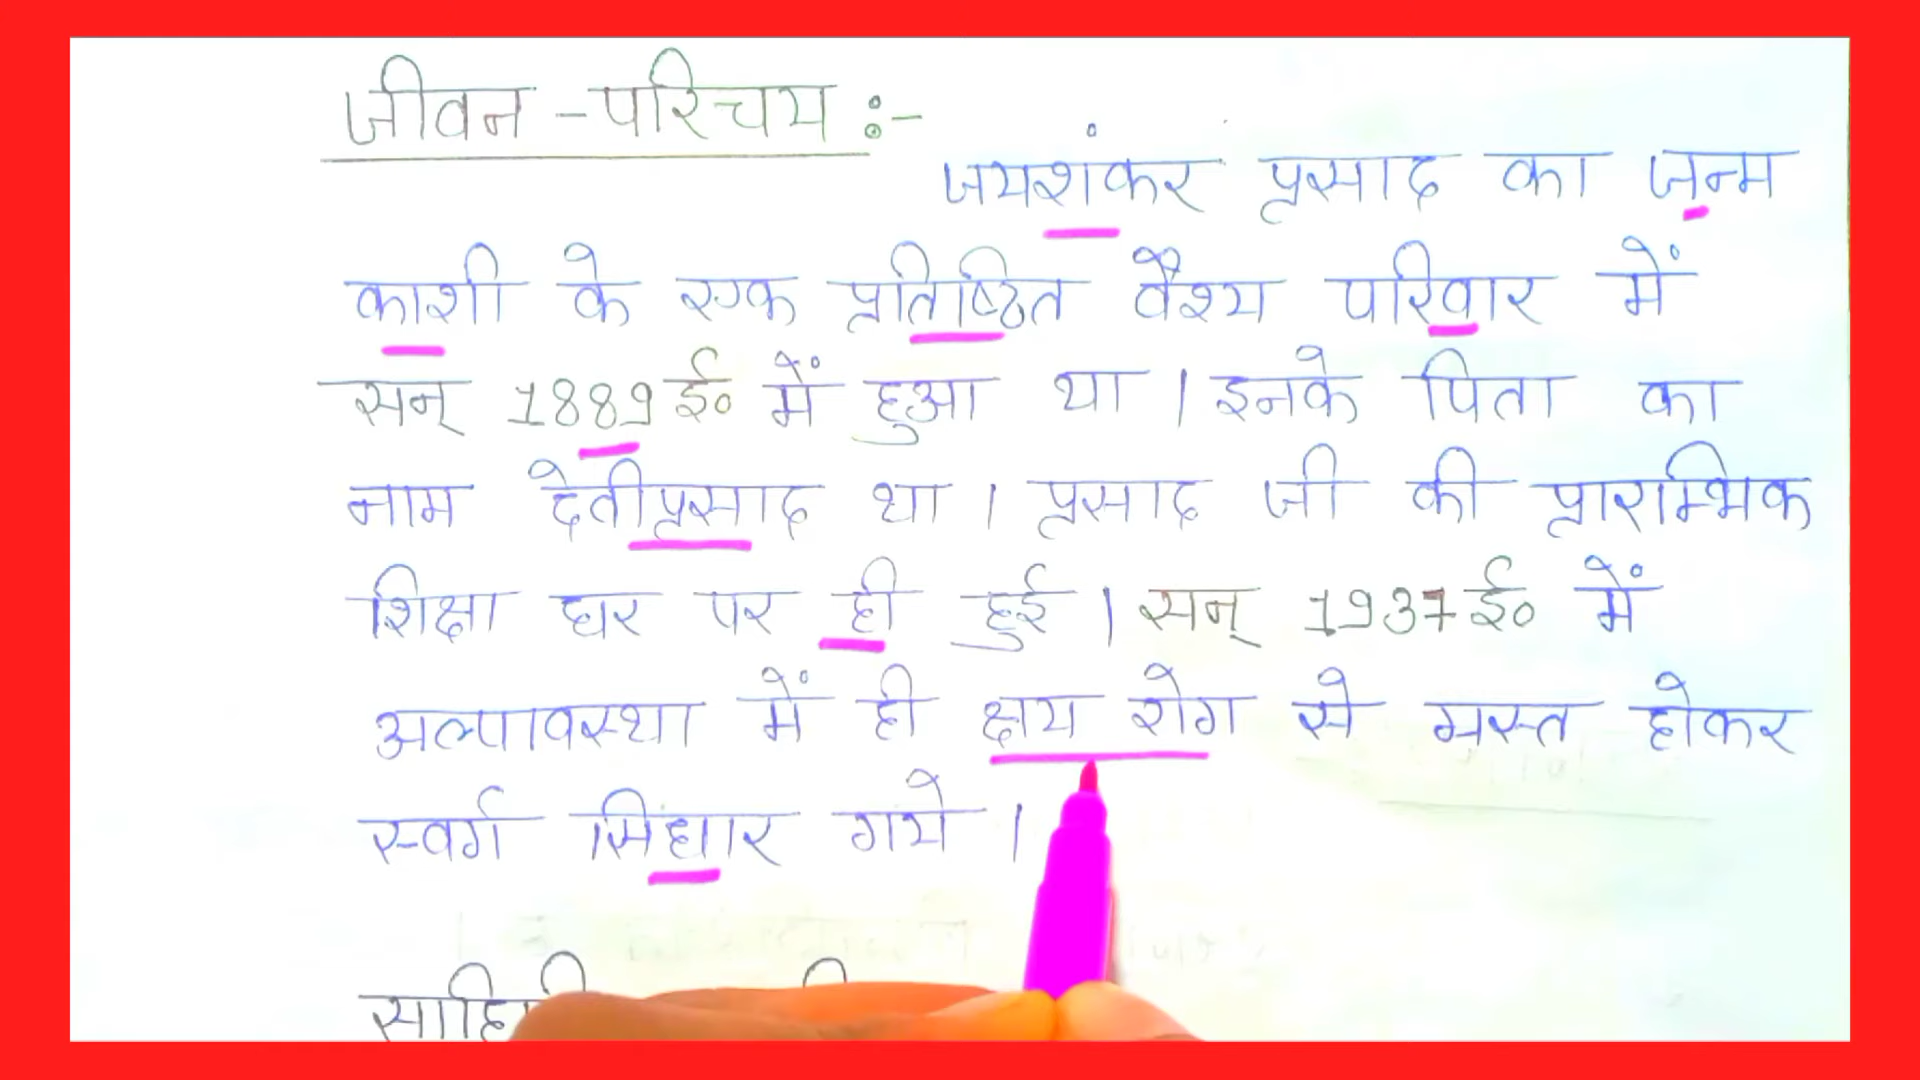 जीवन - परिचय :-
जयशंकर प्रसाद का जन्म
काशी के एक प्रतिष्ठित वैश्य परिवार में
सन् 1889 ई० में हुआ था । इनके पिता का
नाम देतीप्रसाद था । प्रसाद जी की प्रारम्भिक
शिक्षा घर पर ही हुई । सन् 1937 ई० में
अल्पावस्था में ही क्षय रोग से ग्रस्त होकर
स्वर्ग सिधार गये ।